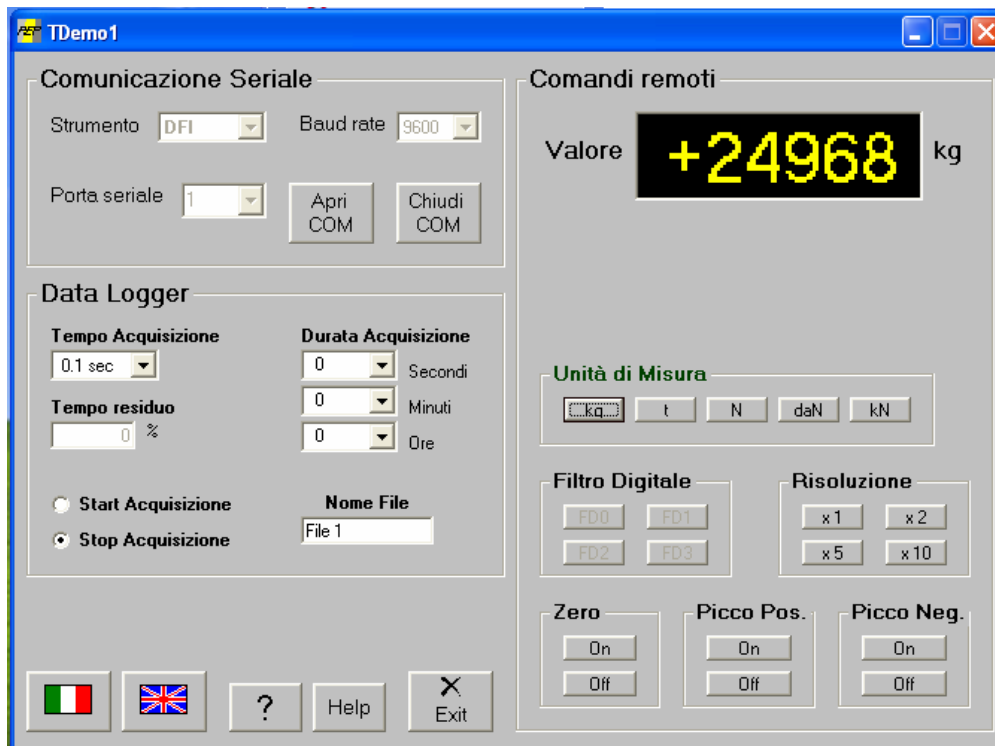 PEP TDemo1
Comunicazione Seriale
Strumento DFI Baud rate 9600
Porta seriale 1
Apri COM
Chiudi COM
Data Logger
Tempo Acquisizione
0.1 sec
Tempo residuo
0 %
Durata Acquisizione
0 Secondi
0 Minuti
0 Ore
Start Acquisizione
Stop Acquisizione
Nome File
File 1
? Help
X Exit
Comandi remoti
Valore +24968 kg
Unità di Misura
kg t N daN kN
Filtro Digitale
FD0 FD1
FD2 FD3
Risoluzione
x 1 x 2
x 5 x 10
Zero
On
Off
Picco Pos.
On
Off
Picco Neg.
On
Off